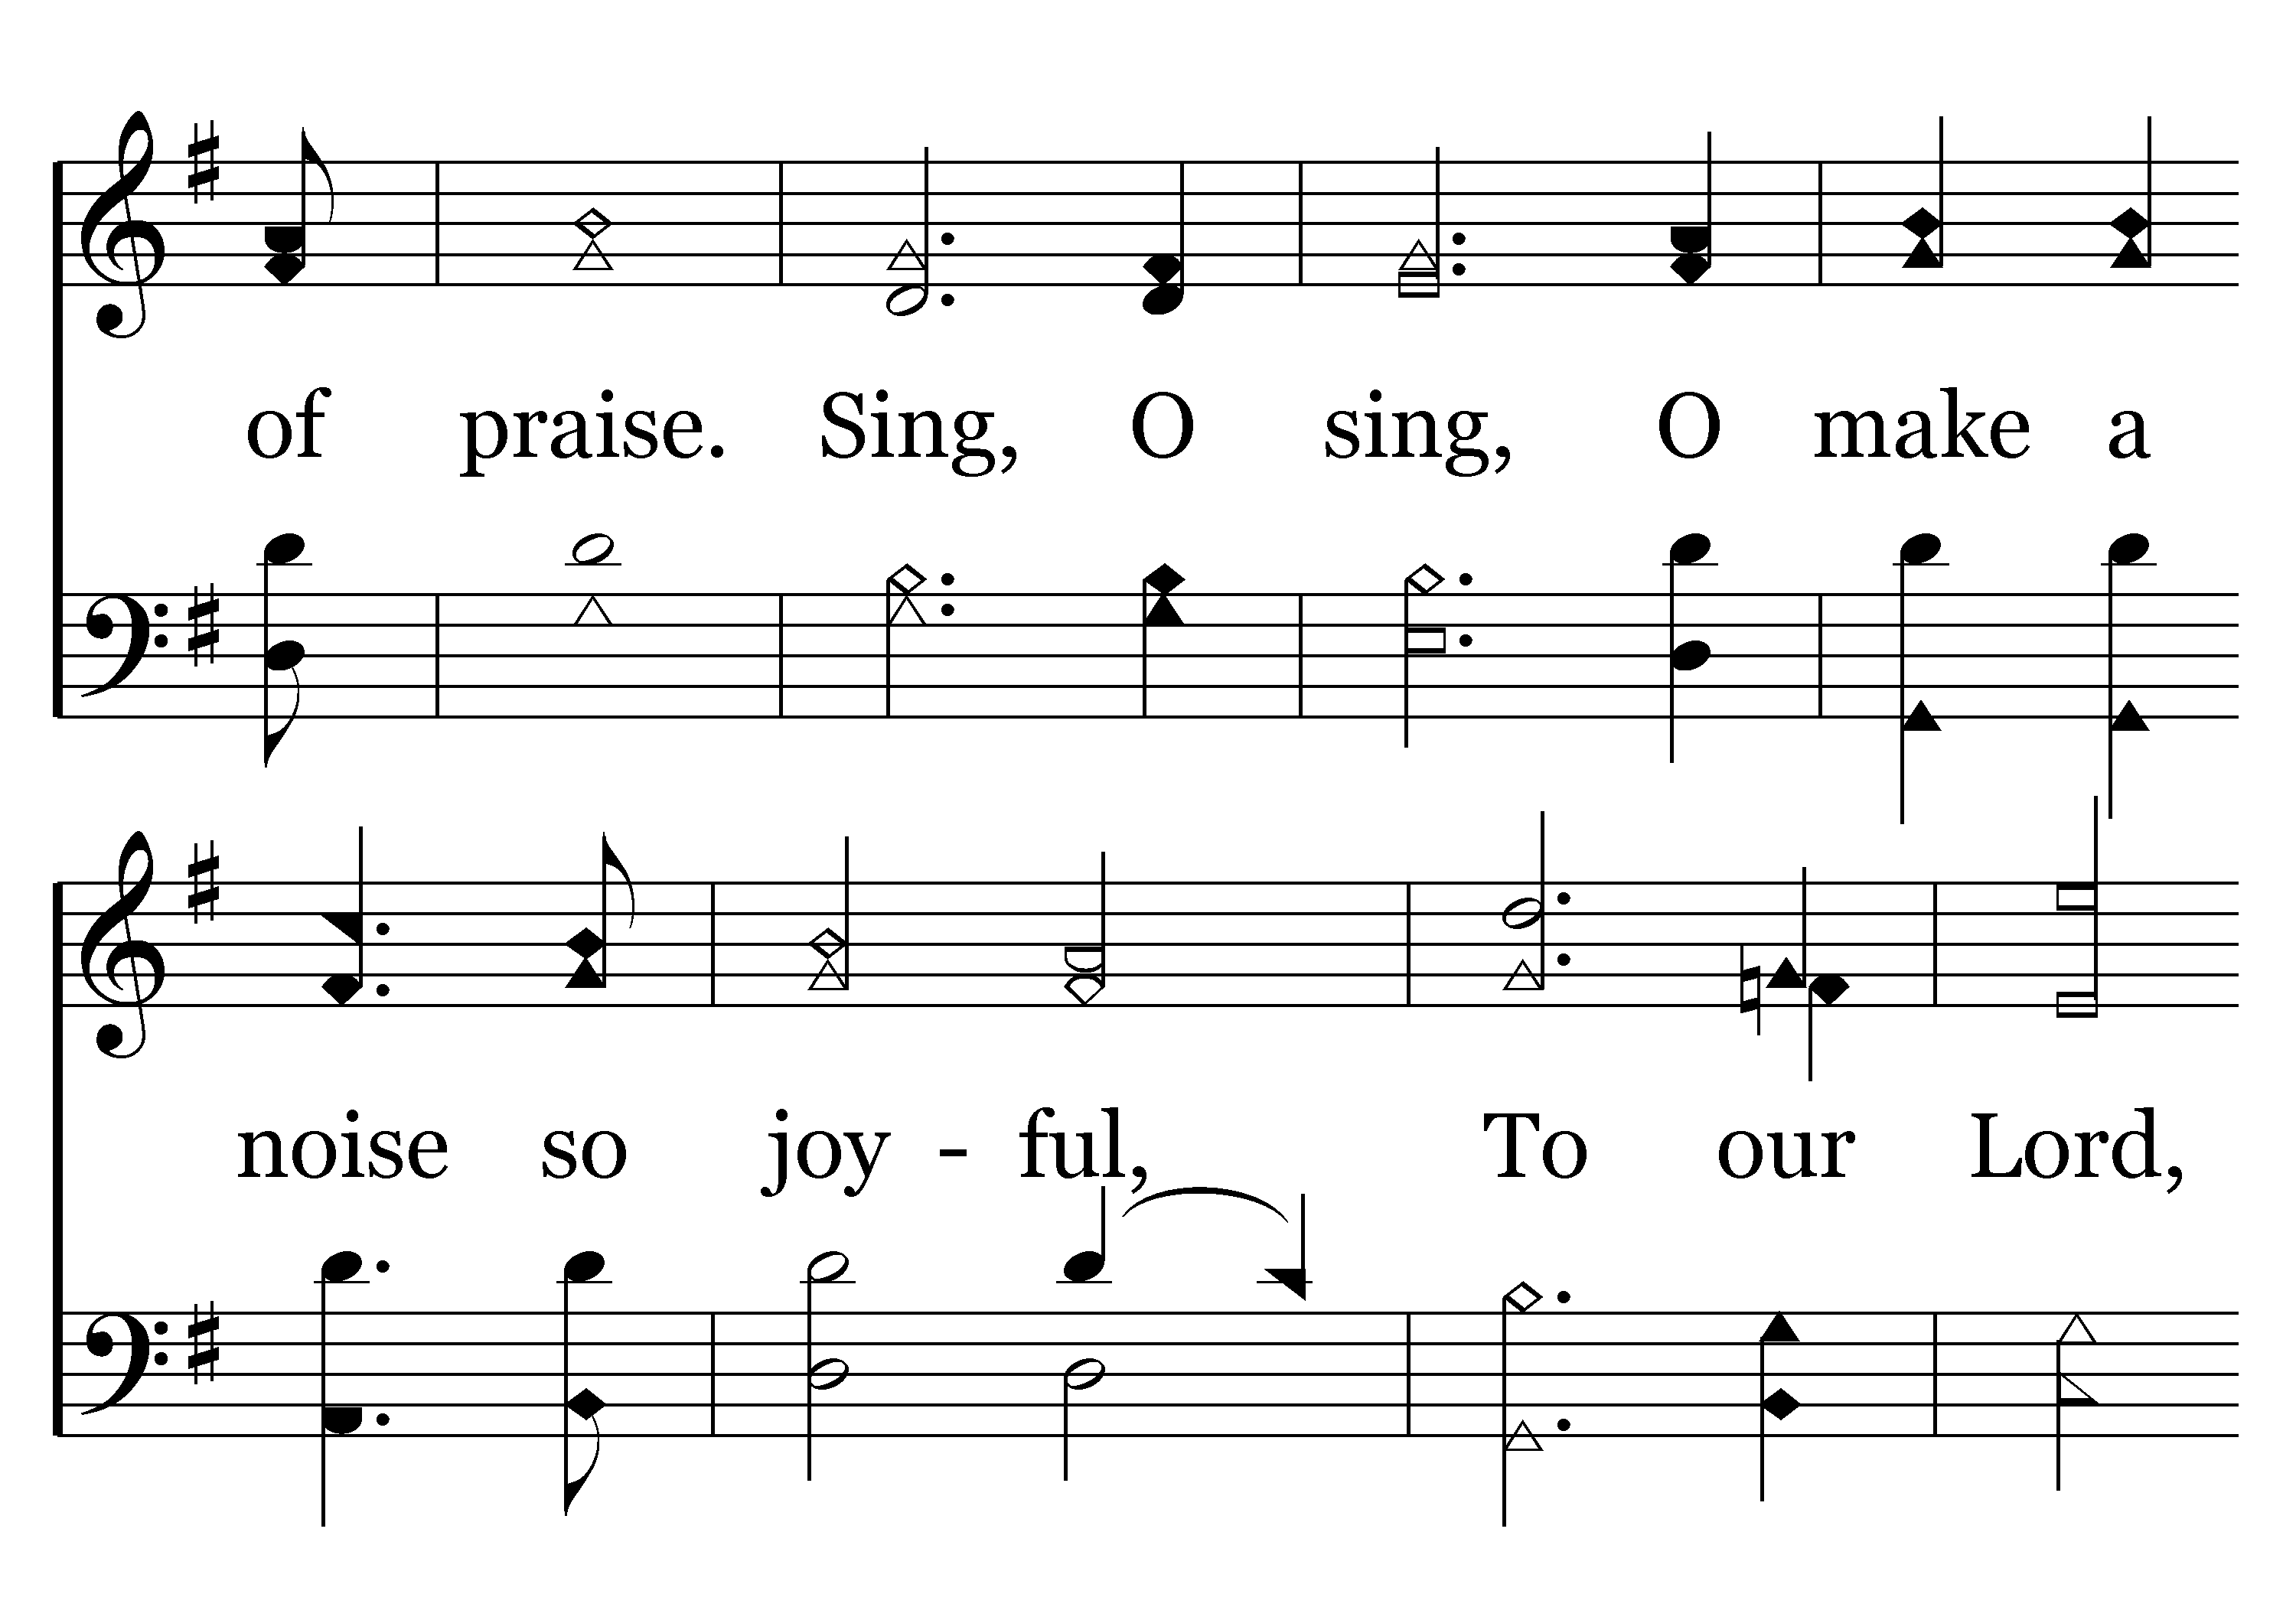 of praise. Sing, O sing, O make a
noise so joy - ful, To our Lord,